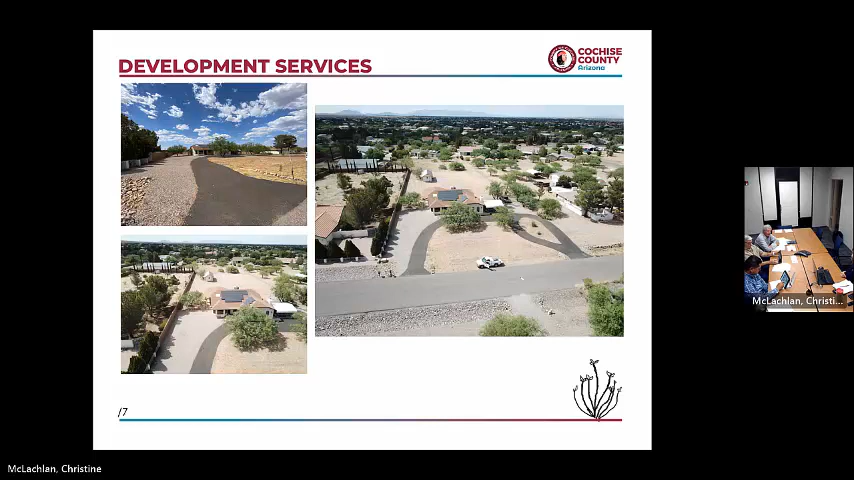 DEVELOPMENT SERVICES
COCHISE
COUNTY
Arizona
/7
McLachlan, Christi...
McLachlan, Christine